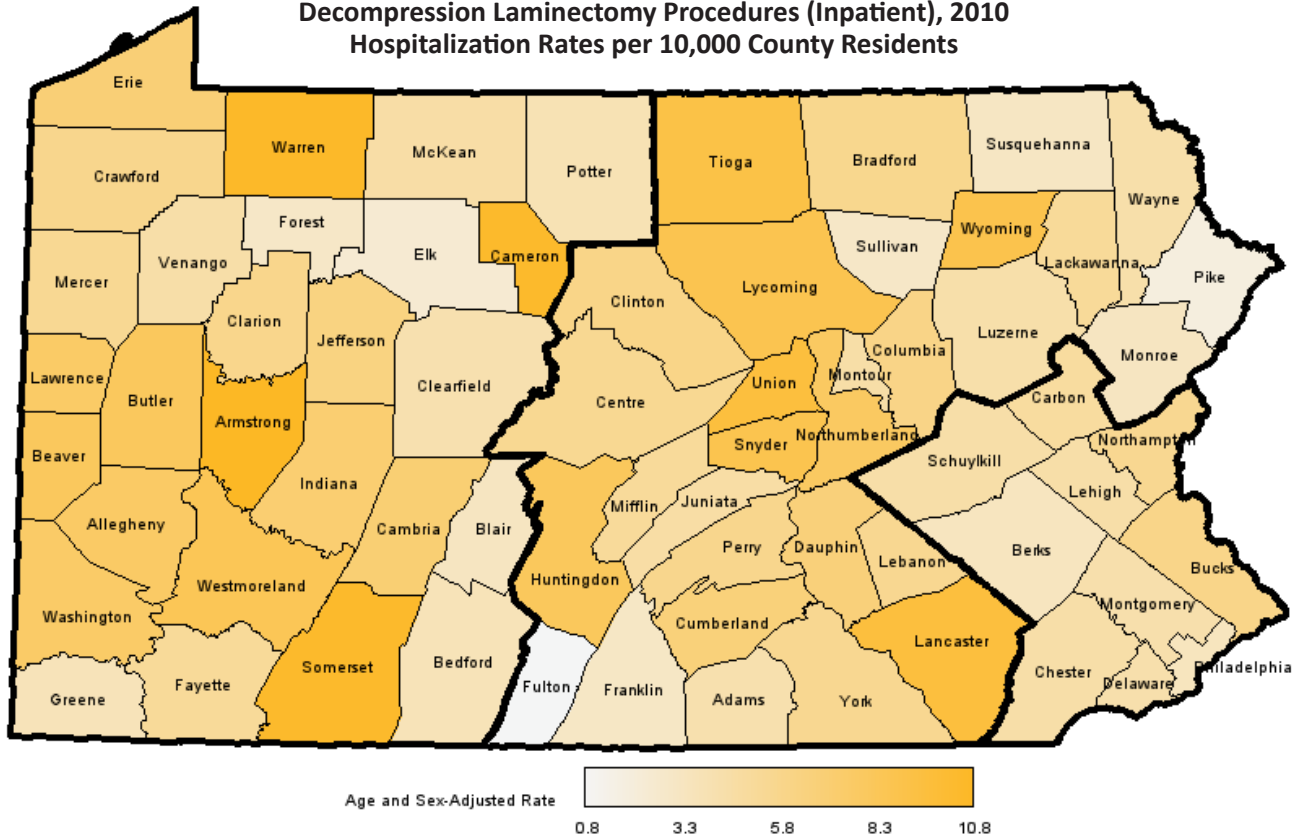 Decompression Laminectomy Procedures (Inpatient), 2010
Hospitalization Rates per 10,000 County Residents
Erie
Warren
McKean
Potter
Tioga
Bradford
Susquehanna
Wayne
Crawford
Forest
Elk
Cameron
Sullivan
Wyoming
Lackawanna
Pike
Mercer
Venango
Clarion
Jefferson
Clinton
Lycoming
Luzerne
Monroe
Lawrence
Butler
Armstrong
Clearfield
Centre
Union
Montour
Columbia
Carbon
Beaver
Indiana
Snyder
Northumberland
Schuylkill
Northampton
Allegheny
Cambria
Blair
Mifflin
Juniata
Lehigh
Westmoreland
Huntingdon
Perry
Dauphin
Lebanon
Berks
Bucks
Washington
Cumberland
Lancaster
Montgomery
Greene
Fayette
Somerset
Bedford
Fulton
Franklin
Adams
York
Chester
Delaware
Philadelphia
Age and Sex-Adjusted Rate
0.8 3.3 5.8 8.3 10.8